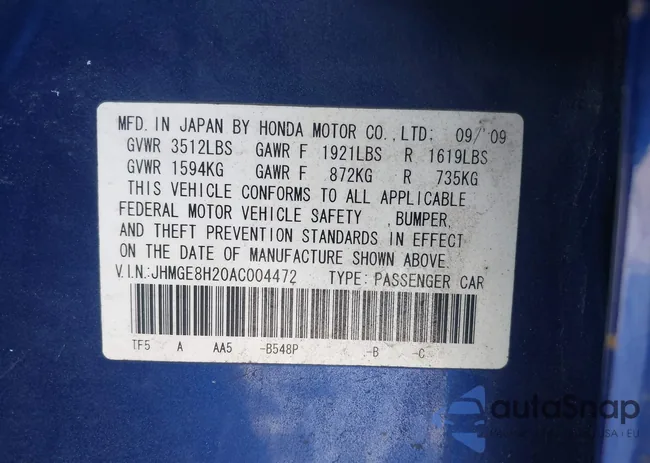 MFD. IN JAPAN BY HONDA MOTOR CO., LTD: 09/'09
GVWR 3512LBS GAWR F 1921LBS R 1619LBS
GVWR 1594KG GAWR F 872KG R 735KG
THIS VEHICLE CONFORMS TO ALL APPLICABLE
FEDERAL MOTOR VEHICLE SAFETY ,BUMPER,
AND THEFT PREVENTION STANDARDS IN EFFECT
ON THE DATE OF MANUFACTURE SHOWN ABOVE.
V.I.N.:JHMGE8H20AC004472 TYPE: PASSENGER CAR
TF5 A AA5 -B548P -B -C
autoSnap
USA - EU